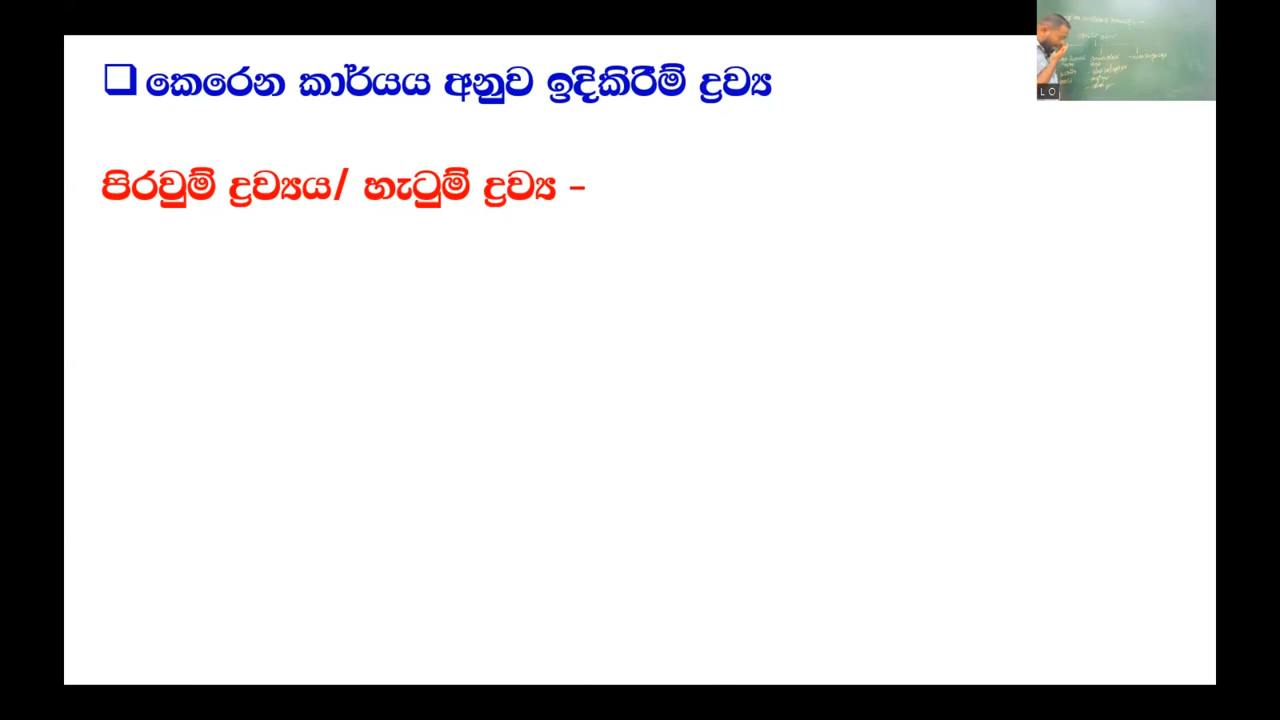 ❑ කෙරෙන කාර්යය අනුව ඉදිකිරීම් ද්‍රව්‍ය
L O
පිරවුම් ද්‍රව්‍යය/ හැටුම් ද්‍රව්‍ය –